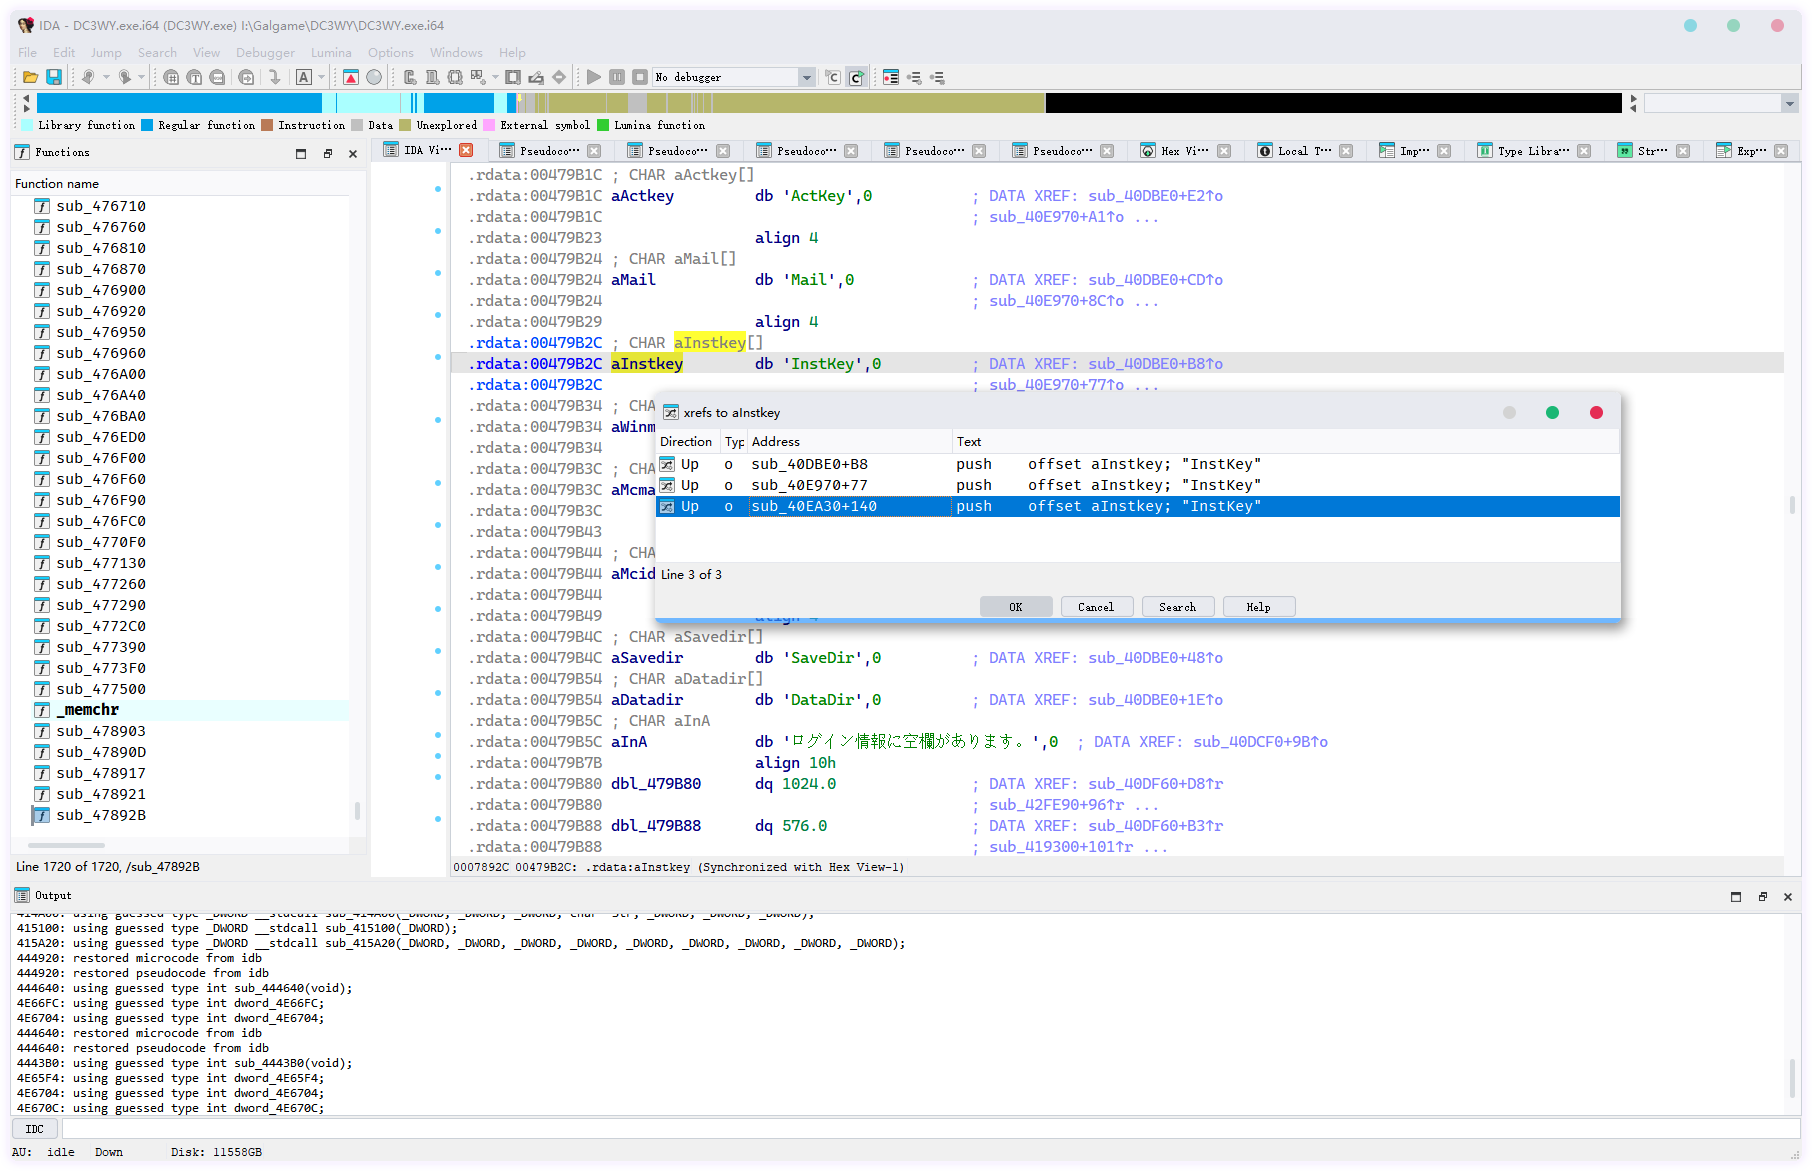 IDA - DC3WY.exe.i64 (DC3WY.exe) I:\Galgame\DC3WY\DC3WY.exe.i64
File Edit Jump Search View Debugger Lumina Options Windows Help
No debugger
Library function Regular function Instruction Data Unexplored External symbol Lumina function
Functions
IDA Vi··· Pseudoco··· Pseudoco··· Pseudoco··· Pseudoco··· Pseudoco··· Hex Vi··· Local T··· Imp··· Type Libra··· Str··· Exp···
Function name
sub_476710
sub_476760
sub_476810
sub_476870
sub_476900
sub_476920
sub_476950
sub_476960
sub_476A00
sub_476A40
sub_476BA0
sub_476ED0
sub_476F00
sub_476F60
sub_476F90
sub_476FC0
sub_4770F0
sub_477130
sub_477260
sub_477290
sub_4772C0
sub_477390
sub_4773F0
sub_477500
_memchr
sub_478903
sub_47890D
sub_478917
sub_478921
sub_47892B
Line 1720 of 1720, /sub_47892B
.rdata:00479B1C ; CHAR aActkey[]
.rdata:00479B1C aActkey db 'ActKey',0 ; DATA XREF: sub_40DBE0+E2↑o
.rdata:00479B1C ; sub_40E970+A1↑o ...
.rdata:00479B23 align 4
.rdata:00479B24 ; CHAR aMail[]
.rdata:00479B24 aMail db 'Mail',0 ; DATA XREF: sub_40DBE0+CD↑o
.rdata:00479B24 ; sub_40E970+8C↑o ...
.rdata:00479B29 align 4
.rdata:00479B2C ; CHAR aInstkey[]
.rdata:00479B2C aInstkey db 'InstKey',0 ; DATA XREF: sub_40DBE0+B8↑o
.rdata:00479B2C ; sub_40E970+77↑o ...
.rdata:00479B34 ; CHA
.rdata:00479B34 aWinm
.rdata:00479B34
.rdata:00479B3C ; CHA
.rdata:00479B3C aMcma
.rdata:00479B3C
.rdata:00479B43
.rdata:00479B44 ; CHA
.rdata:00479B44 aMcid
.rdata:00479B44
.rdata:00479B49 align 4
.rdata:00479B4C ; CHAR aSavedir[]
.rdata:00479B4C aSavedir db 'SaveDir',0 ; DATA XREF: sub_40DBE0+48↑o
.rdata:00479B54 ; CHAR aDatadir[]
.rdata:00479B54 aDatadir db 'DataDir',0 ; DATA XREF: sub_40DBE0+1E↑o
.rdata:00479B5C ; CHAR aInA
.rdata:00479B5C aInA db 'ログイン情報に空欄があります。',0 ; DATA XREF: sub_40DCF0+9B↑o
.rdata:00479B7B align 10h
.rdata:00479B80 dbl_479B80 dq 1024.0 ; DATA XREF: sub_40DF60+D8↑r
.rdata:00479B80 ; sub_42FE90+96↑r ...
.rdata:00479B88 dbl_479B88 dq 576.0 ; DATA XREF: sub_40DF60+B3↑r
.rdata:00479B88 ; sub_419300+101↑r ...
0007892C 00479B2C: .rdata:aInstkey (Synchronized with Hex View-1)
xrefs to aInstkey
Direction Typ Address Text
Up o sub_40DBE0+B8 push offset aInstkey; "InstKey"
Up o sub_40E970+77 push offset aInstkey; "InstKey"
Up o sub_40EA30+140 push offset aInstkey; "InstKey"
Line 3 of 3
OK Cancel Search Help
Output
414A00: using guessed type _DWORD __stdcall sub_414A00(_DWORD, _DWORD, _DWORD, char *Str, _DWORD, _DWORD, _DWORD);
415100: using guessed type _DWORD __stdcall sub_415100(_DWORD);
415A20: using guessed type _DWORD __stdcall sub_415A20(_DWORD, _DWORD, _DWORD, _DWORD, _DWORD, _DWORD, _DWORD, _DWORD, _DWORD);
444920: restored microcode from idb
444920: restored pseudocode from idb
444640: using guessed type int sub_444640(void);
4E66FC: using guessed type int dword_4E66FC;
4E6704: using guessed type int dword_4E6704;
444640: restored microcode from idb
444640: restored pseudocode from idb
4443B0: using guessed type int sub_4443B0(void);
4E65F4: using guessed type int dword_4E65F4;
4E6704: using guessed type int dword_4E6704;
4E670C: using guessed type int dword_4E670C;
IDC
AU: idle Down Disk: 11558GB